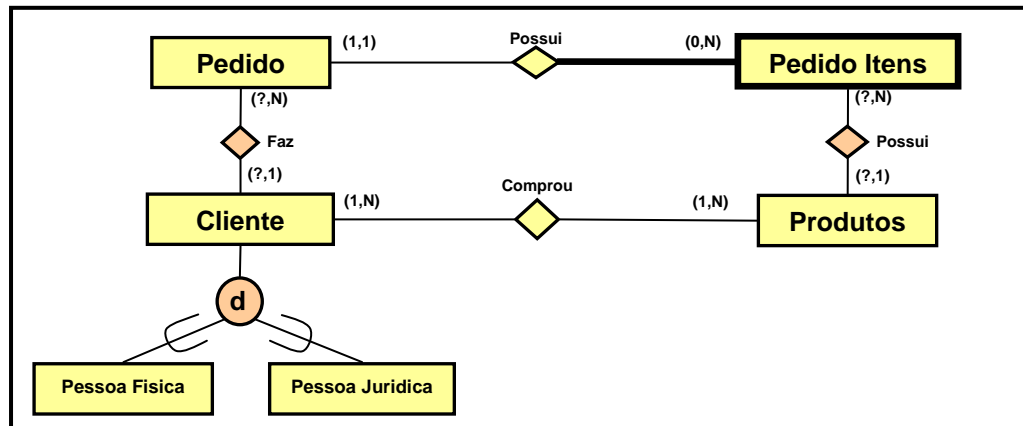 Possui
(1,1)
(0,N)
Pedido
Pedido Itens
(?,N)
(?,N)
Faz
Possui
(?,1)
(?,1)
Comprou
Cliente
(1,N)
(1,N)
Produtos
d
Pessoa Fisica
Pessoa Juridica